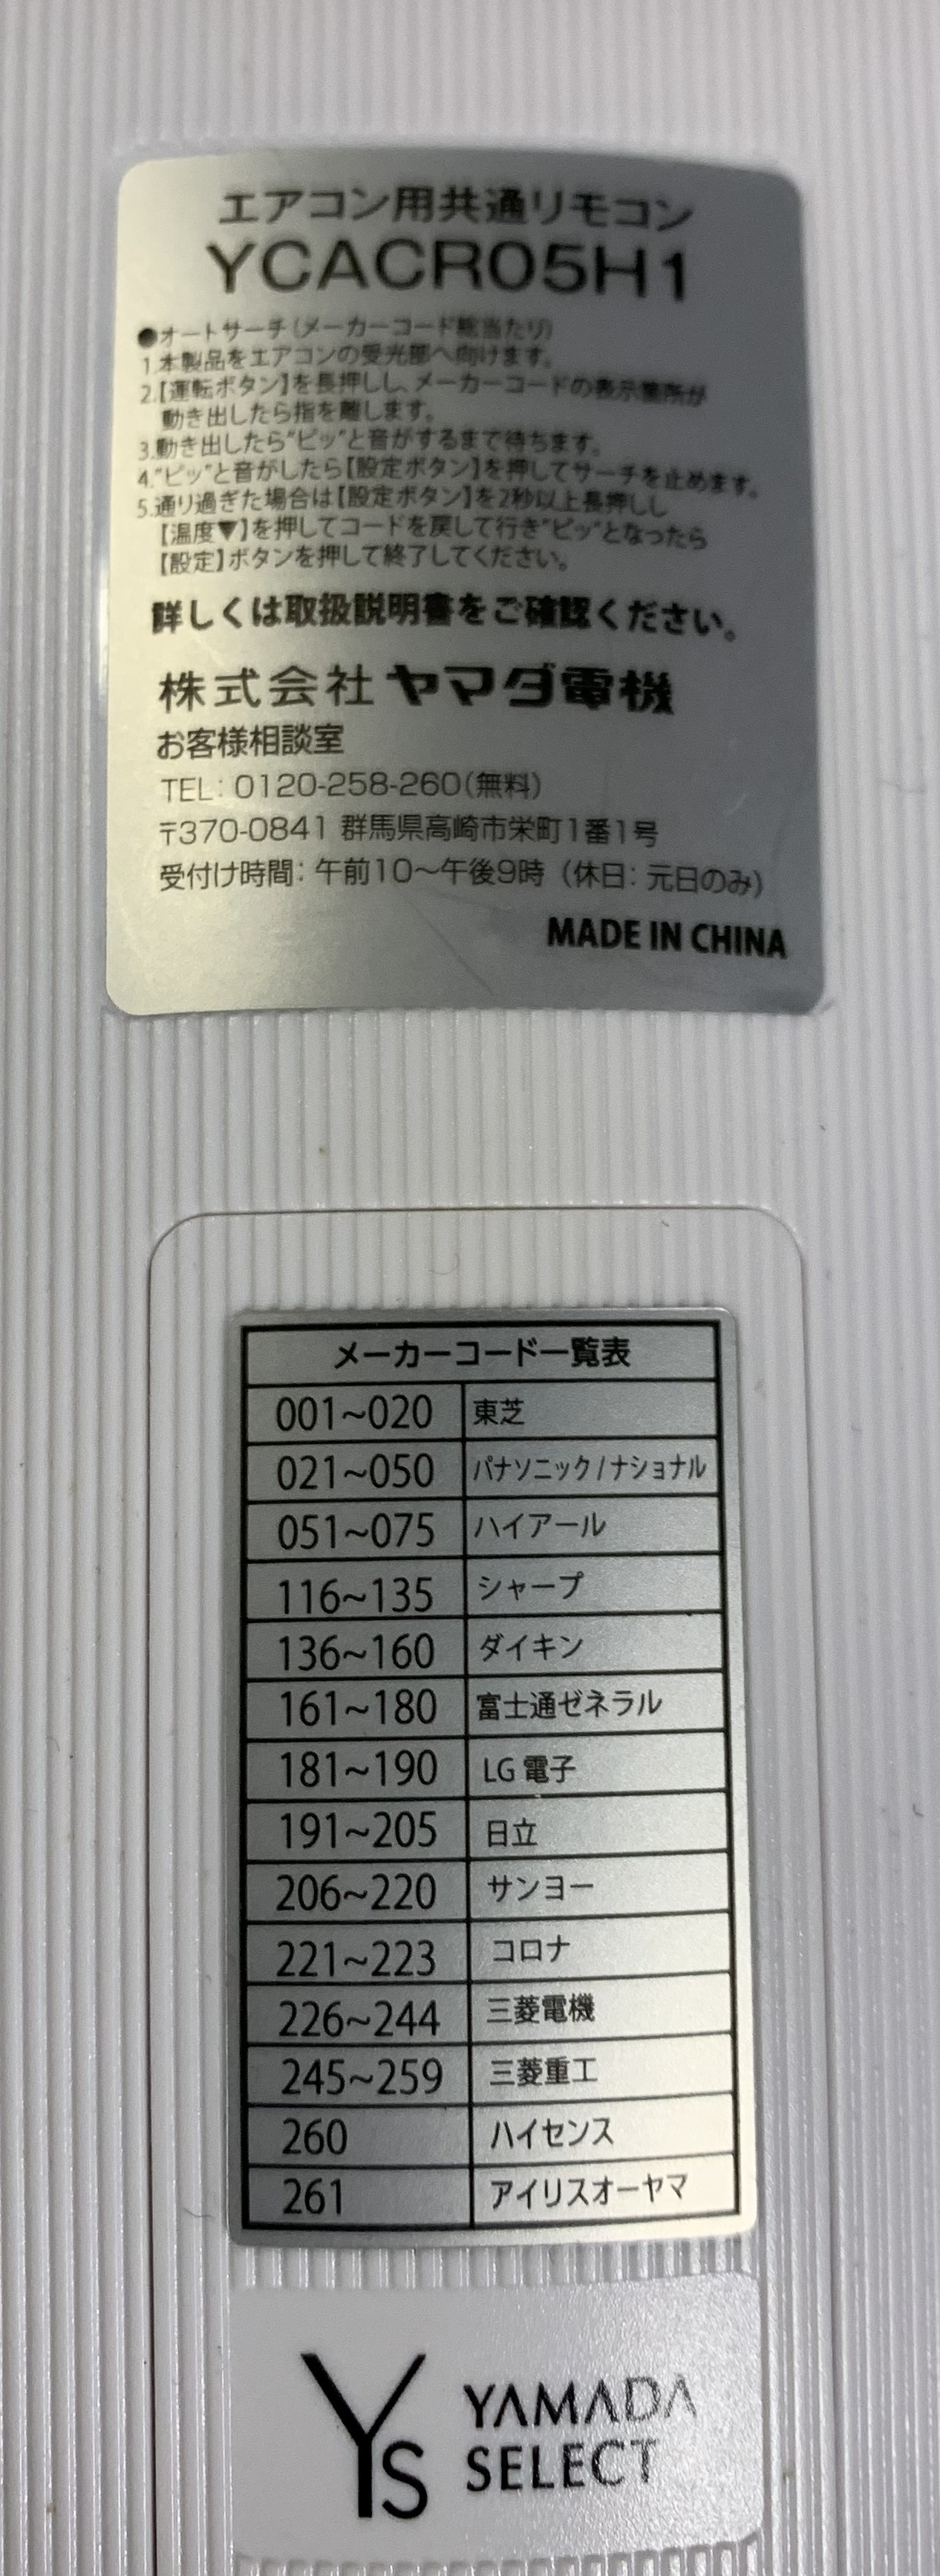 エアコン用共通リモコン
YCACR05H1
●オートサーチ(メーカーコード総当たり)
1.本製品をエアコンの受光部へ向けます。
2.【運転ボタン】を長押しし、メーカーコードの表示箇所が
動き出したら指を離します。
3.動き出したら"ピッ"と音がするまで待ちます。
4."ピッ"と音がしたら【設定ボタン】を押してサーチを止めます。
5.通り過ぎた場合は【設定ボタン】を2秒以上長押しし
【温度▼】を押してコードを戻して行き"ピッ"となったら
【設定】ボタンを押して終了してください。
詳しくは取扱説明書をご確認ください。
株式会社ヤマダ電機
お客様相談室
TEL: 0120-258-260(無料)
〒370-0841 群馬県高崎市栄町1番1号
受付け時間: 午前10～午後9時 (休日: 元日のみ)
MADE IN CHINA
メーカーコード一覧表
001~020 東芝
021~050 パナソニック/ナショナル
051~075 ハイアール
116~135 シャープ
136~160 ダイキン
161~180 富士通ゼネラル
181~190 LG 電子
191~205 日立
206~220 サンヨー
221~223 コロナ
226~244 三菱電機
245~259 三菱重工
260 ハイセンス
261 アイリスオーヤマ
Ys YAMADA
SELECT